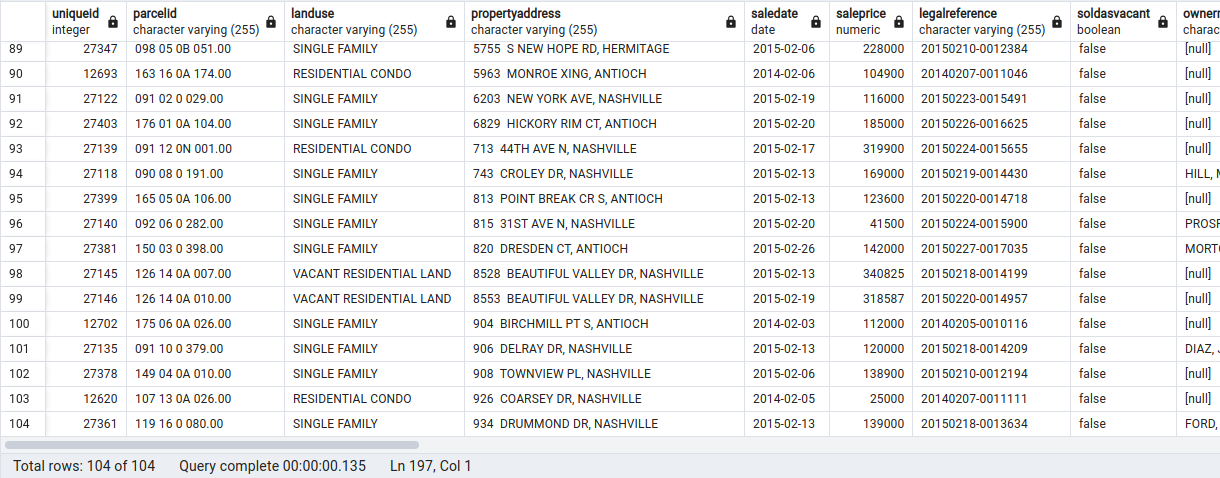 uniqueid parcelid landuse propertyaddress saledate saleprice legalreference soldasvacant ownern
integer character varying (255) character varying (255) character varying (255) date numeric character varying (255) boolean charac
89 27347 098 05 0B 051.00 SINGLE FAMILY 5755 S NEW HOPE RD, HERMITAGE 2015-02-06 228000 20150210-0012384 false [null]
90 12693 163 16 0A 174.00 RESIDENTIAL CONDO 5963 MONROE XING, ANTIOCH 2014-02-06 104900 20140207-0011046 false [null]
91 27122 091 02 0 029.00 SINGLE FAMILY 6203 NEW YORK AVE, NASHVILLE 2015-02-19 116000 20150223-0015491 false [null]
92 27403 176 01 0A 104.00 SINGLE FAMILY 6829 HICKORY RIM CT, ANTIOCH 2015-02-20 185000 20150226-0016625 false [null]
93 27139 091 12 0N 001.00 RESIDENTIAL CONDO 713 44TH AVE N, NASHVILLE 2015-02-17 319900 20150224-0015655 false [null]
94 27118 090 08 0 191.00 SINGLE FAMILY 743 CROLEY DR, NASHVILLE 2015-02-13 169000 20150219-0014430 false HILL, M
95 27399 165 05 0A 106.00 SINGLE FAMILY 813 POINT BREAK CR S, ANTIOCH 2015-02-13 123600 20150220-0014718 false [null]
96 27140 092 06 0 282.00 SINGLE FAMILY 815 31ST AVE N, NASHVILLE 2015-02-20 41500 20150224-0015900 false PROSP
97 27381 150 03 0 398.00 SINGLE FAMILY 820 DRESDEN CT, ANTIOCH 2015-02-26 142000 20150227-0017035 false MORT
98 27145 126 14 0A 007.00 VACANT RESIDENTIAL LAND 8528 BEAUTIFUL VALLEY DR, NASHVILLE 2015-02-13 340825 20150218-0014199 false [null]
99 27146 126 14 0A 010.00 VACANT RESIDENTIAL LAND 8553 BEAUTIFUL VALLEY DR, NASHVILLE 2015-02-19 318587 20150220-0014957 false [null]
100 12702 175 06 0A 026.00 SINGLE FAMILY 904 BIRCHMILL PT S, ANTIOCH 2014-02-03 112000 20140205-0010116 false [null]
101 27135 091 10 0 379.00 SINGLE FAMILY 906 DELRAY DR, NASHVILLE 2015-02-13 120000 20150218-0014209 false DIAZ, J
102 27378 149 04 0A 010.00 SINGLE FAMILY 908 TOWNVIEW PL, NASHVILLE 2015-02-06 138900 20150210-0012194 false [null]
103 12620 107 13 0A 026.00 RESIDENTIAL CONDO 926 COARSEY DR, NASHVILLE 2014-02-05 25000 20140207-0011111 false [null]
104 27361 119 16 0 080.00 SINGLE FAMILY 934 DRUMMOND DR, NASHVILLE 2015-02-13 139000 20150218-0013634 false FORD,
Total rows: 104 of 104 Query complete 00:00:00.135 Ln 197, Col 1